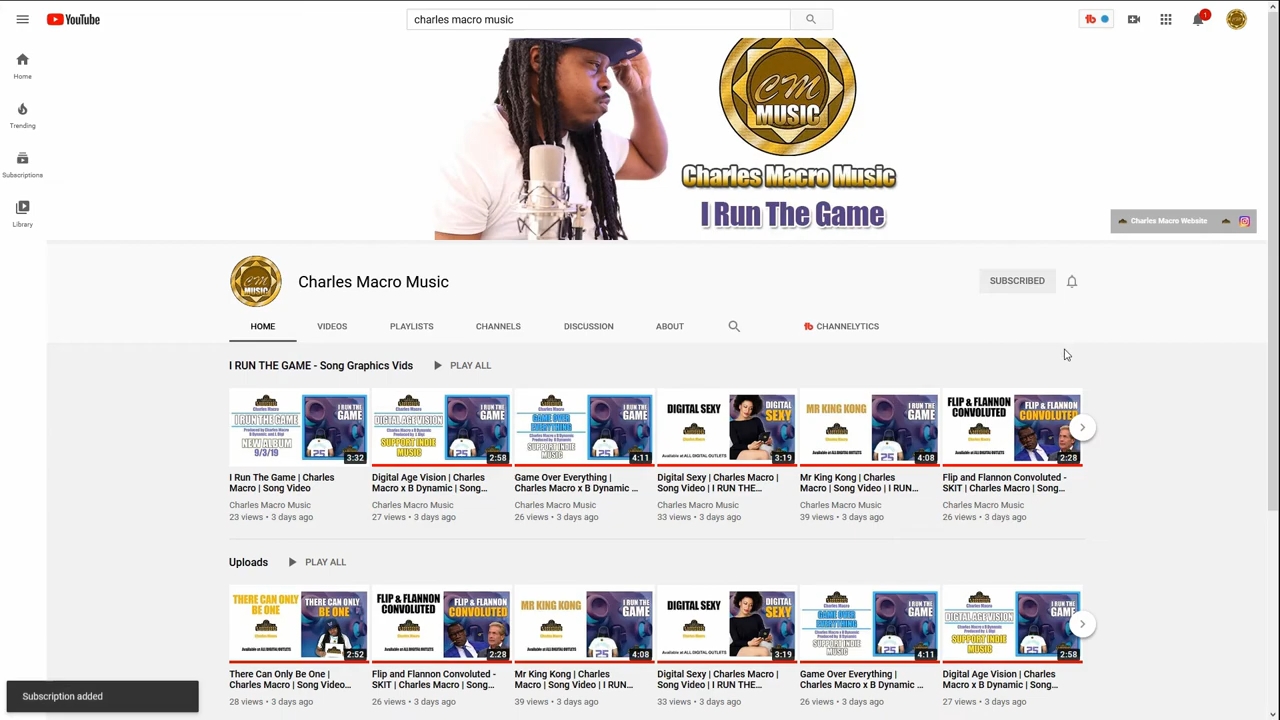 YouTube
charles macro music
1
Home
Trending
Subscriptions
Library
CM
MUSIC
Charles Macro Music
I Run The Game
Charles Macro Website
Charles Macro Music
SUBSCRIBED
HOME
VIDEOS
PLAYLISTS
CHANNELS
DISCUSSION
ABOUT
CHANNELYTICS
I RUN THE GAME - Song Graphics Vids
PLAY ALL
3:32
2:58
4:11
3:19
4:08
2:28
I Run The Game | Charles
Macro | Song Video
Charles Macro Music
23 views • 3 days ago
Digital Age Vision | Charles
Macro x B Dynamic | Song...
Charles Macro Music
27 views • 3 days ago
Game Over Everything |
Charles Macro x B Dynamic ...
Charles Macro Music
26 views • 3 days ago
Digital Sexy | Charles Macro |
Song Video | I RUN THE...
Charles Macro Music
33 views • 3 days ago
Mr King Kong | Charles
Macro | Song Video | I RUN...
Charles Macro Music
39 views • 3 days ago
Flip and Flannon Convoluted -
SKIT | Charles Macro | Song...
Charles Macro Music
26 views • 3 days ago
Uploads
PLAY ALL
2:52
2:28
4:08
3:19
4:11
2:58
There Can Only Be One |
Charles Macro | Song Video...
28 views • 3 days ago
Flip and Flannon Convoluted -
SKIT | Charles Macro | Song...
26 views • 3 days ago
Mr King Kong | Charles
Macro | Song Video | I RUN...
39 views • 3 days ago
Digital Sexy | Charles Macro |
Song Video | I RUN THE...
33 views • 3 days ago
Game Over Everything |
Charles Macro x B Dynamic ...
26 views • 3 days ago
Digital Age Vision | Charles
Macro x B Dynamic | Song...
27 views • 3 days ago
Subscription added